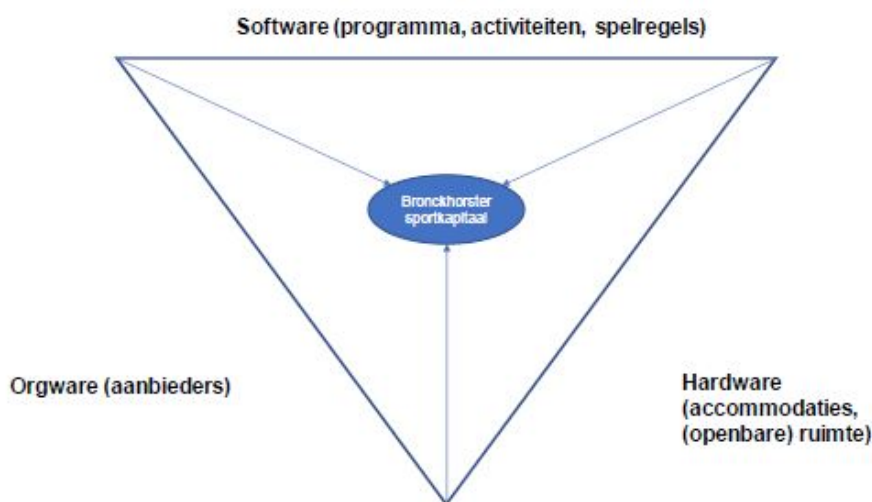 Software (programma, activiteiten, spelregels)
Bronckhorster
sportkapitaal
Orgware (aanbieders)
Hardware
(accommodaties,
(openbare) ruimte)